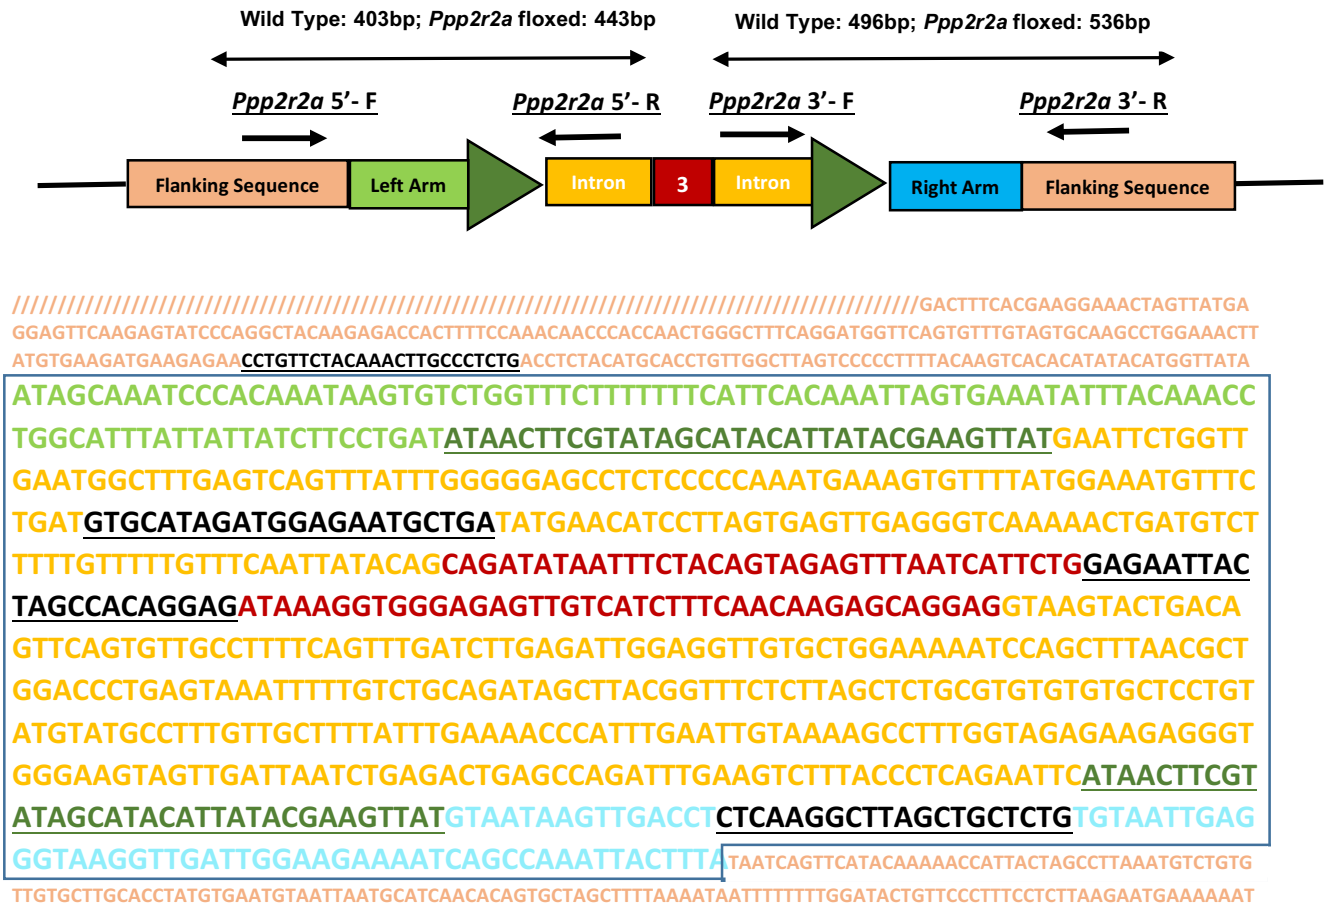 Wild Type: 403bp; Ppp2r2a floxed: 443bp
Wild Type: 496bp; Ppp2r2a floxed: 536bp
Ppp2r2a 5’- F
Ppp2r2a 5’- R
Ppp2r2a 3’- F
Ppp2r2a 3’- R
Flanking Sequence
Left Arm
Intron
3
Intron
Right Arm
Flanking Sequence
///////////////////////////////////////////////////////////////////////////////////////GACTTTCACGAAGGAAACTAGTTATGA
GGAGTTCAAGAGTATCCCAGGCTACAAGAGACCACTTTTCCAAACAACCCACCAACTGGGCTTTCAGGATGGTTCAGTGTTTGTAGTGCAAGCCTGGAAACTT
ATGTGAAGATGAAGAGAACCTGTTCTACAAACTTGCCCTCTGACCTCTACATGCACCTGTTGGCTTAGTCCCCCTTTTACAAGTCACACATATACATGGTTATA
ATAGCAAATCCCACAAATAAGTGTCTGGTTTCTTTTTTTCATTCACAAATTAGTGAAATATTTACAAACC
TGGCATTTATTATTATCTTCCTGATATAACTTCGTATAGCATACATTATACGAAGTTATGAATTCTGGTT
GAATGGCTTTGAGTCAGTTTATTTGGGGGAGCCTCTCCCCCAAATGAAAGTGTTTTATGGAAATGTTTC
TGATGTGCATAGATGGAGAATGCTGATATGAACATCCTTAGTGAGTTGAGGGTCAAAAACTGATGTCT
TTTTGTTTTTGTTTCAATTATACAGCAGATATAATTTCTACAGTAGAGTTTAATCATTCTGGAGAATTAC
TAGCCACAGGAGATAAAGGTGGGAGAGTTGTCATCTTTCAACAAGAGCAGGAGGTAAGTACTGACA
GTTCAGTGTTGCCTTTTCAGTTTGATCTTGAGATTGGAGGTTGTGCTGGAAAAATCCAGCTTTAACGCT
GGACCCTGAGTAAATTTTTGTCTGCAGATAGCTTACGGTTTCTCTTAGCTCTGCGTGTGTGTGCTCCTGT
ATGTATGCCTTTGTTGCTTTTATTTGAAAACCCATTTGAATTGTAAAAGCCTTTGGTAGAGAAGAGGGT
GGGAAGTAGTTGATTAATCTGAGACTGAGCCAGATTTGAAGTCTTTACCCTCAGAATTCATAACTTCGT
ATAGCATACATTATACGAAGTTATGTAATAAGTTGACCTCTCAAGGCTTAGCTGCTCTGTGTAATTGAG
GGTAAGGTTGATTGGAAGAAAATCAGCCAAATTACTTTATAATCAGTTCATACAAAAACCATTACTAGCCTTAAATGTCTGTG
TTGTGCTTGCACCTATGTGAATGTAATTAATGCATCAACACAGTGCTAGCTTTTAAAATAATTTTTTTTGGATACTGTTCCCTTTCCTCTTAAGAATGAAAAAAT